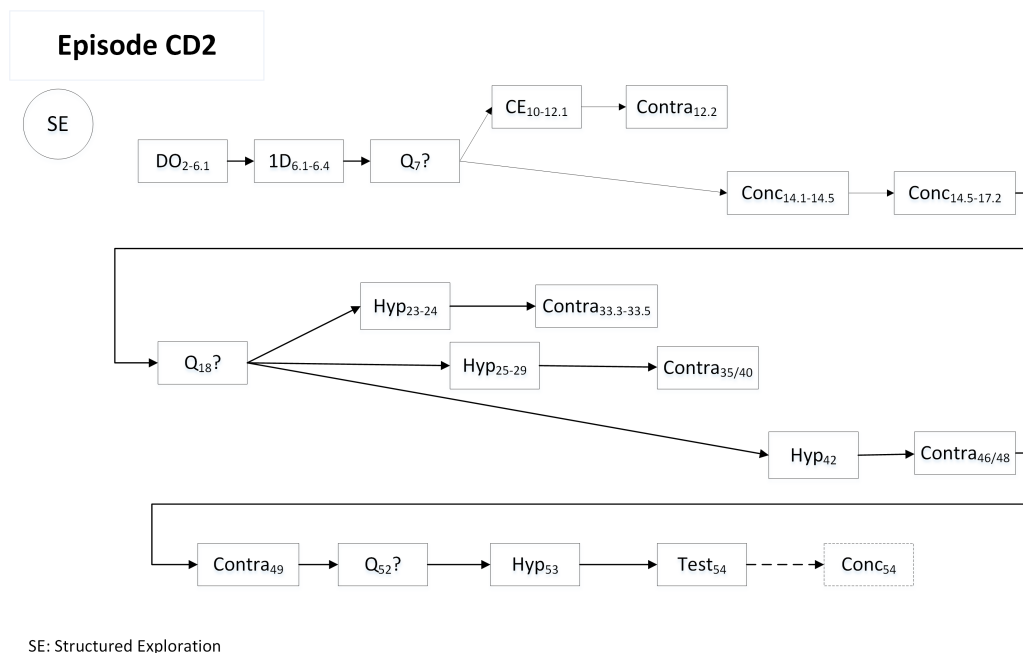 Episode CD2
SE
CE10-12.1
Contra12.2
DO2-6.1
1D6.1-6.4
Q7?
Conc14.1-14.5
Conc14.5-17.2
Hyp23-24
Contra33.3-33.5
Q18?
Hyp25-29
Contra35/40
Hyp42
Contra46/48
Contra49
Q52?
Hyp53
Test54
Conc54
SE: Structured Exploration